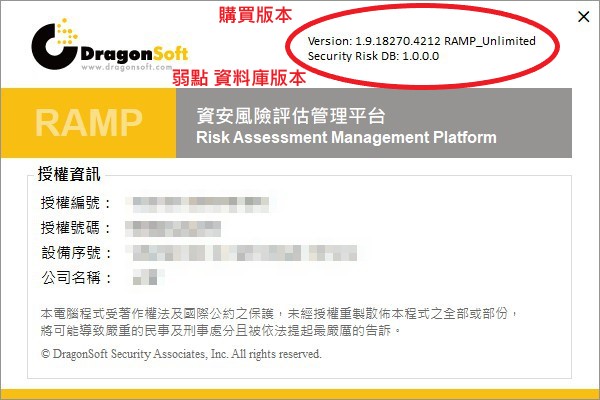 購買版本
Version: 1.9.18270.4212 RAMP_Unlimited
Security Risk DB: 1.0.0.0
DragonSoft
www.dragonsoft.com
弱點 資料庫版本
RAMP
資安風險評估管理平台
Risk Assessment Management Platform
授權資訊
授權編號：
授權號碼：
設備序號：
公司名稱：
本電腦程式受著作權法及國際公約之保護，未經授權重製散佈本程式之全部或部份，
將可能導致嚴重的民事及刑事處分且被依法提起最嚴厲的告訴。
© DragonSoft Security Associates, Inc. All rights reserved.